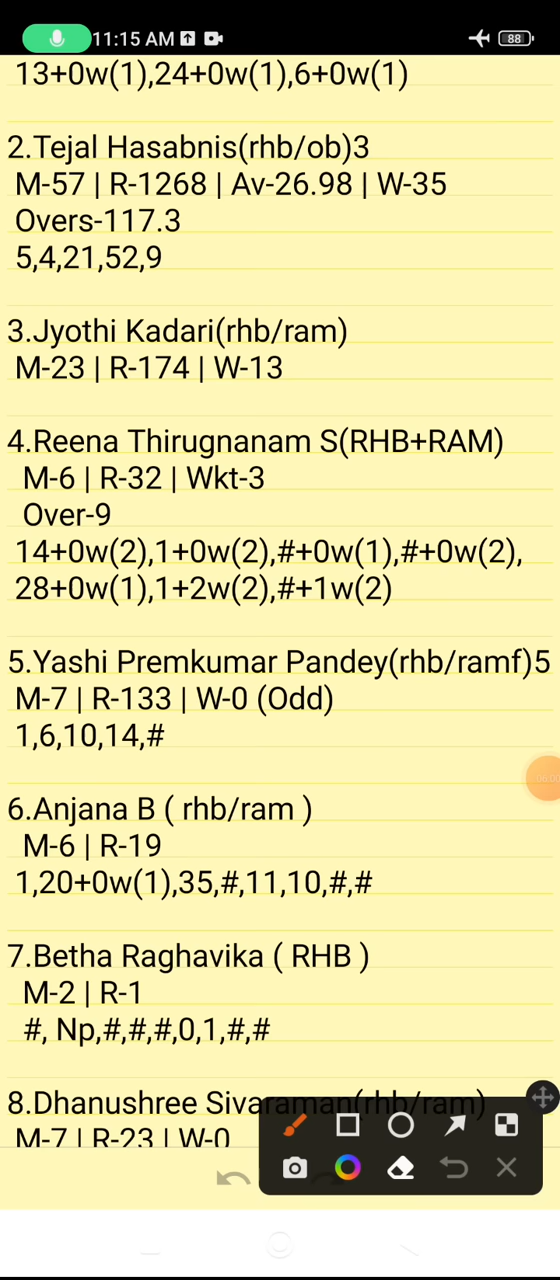 11:15 AM
88
13+0w(1),24+0w(1),6+0w(1)
2.Tejal Hasabnis(rhb/ob)3
M-57 | R-1268 | Av-26.98 | W-35
Overs-117.3
5,4,21,52,9
3.Jyothi Kadari(rhb/ram)
M-23 | R-174 | W-13
4.Reena Thirugnanam S(RHB+RAM)
M-6 | R-32 | Wkt-3
Over-9
14+0w(2),1+0w(2),#+0w(1),#+0w(2),
28+0w(1),1+2w(2),#+1w(2)
5.Yashi Premkumar Pandey(rhb/ramf)5
M-7 | R-133 | W-0 (Odd)
1,6,10,14,#
06:00
6.Anjana B ( rhb/ram )
M-6 | R-19
1,20+0w(1),35,#,11,10,#,#
7.Betha Raghavika ( RHB )
M-2 | R-1
#, Np,#,#,#,0,1,#,#
8.Dhanushree Sivaraman(rhb/ram)
M-7 | R-23 | W-0